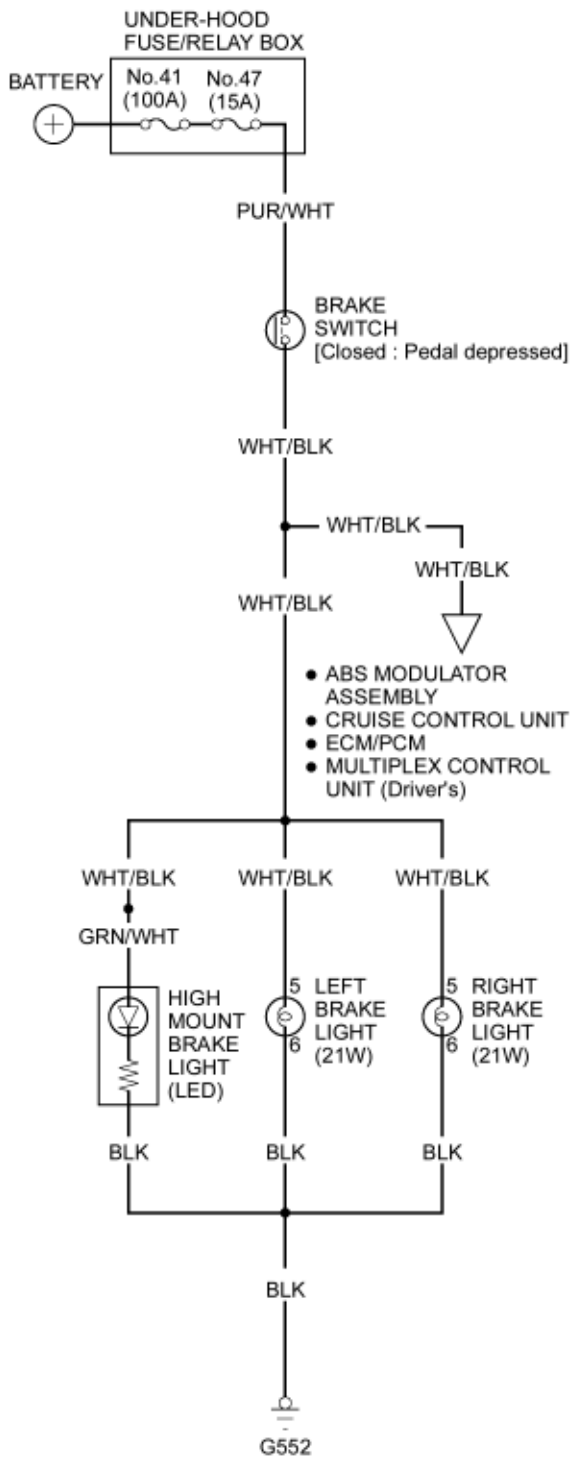 UNDER-HOOD
FUSE/RELAY BOX
BATTERY
No.41
(100A)
No.47
(15A)
PUR/WHT
BRAKE
SWITCH
[Closed : Pedal depressed]
WHT/BLK
WHT/BLK
WHT/BLK
WHT/BLK
● ABS MODULATOR
ASSEMBLY
● CRUISE CONTROL UNIT
● ECM/PCM
● MULTIPLEX CONTROL
UNIT (Driver's)
WHT/BLK
WHT/BLK
WHT/BLK
GRN/WHT
HIGH
MOUNT
BRAKE
LIGHT
(LED)
5
6
LEFT
BRAKE
LIGHT
(21W)
5
6
RIGHT
BRAKE
LIGHT
(21W)
BLK
BLK
BLK
BLK
G552